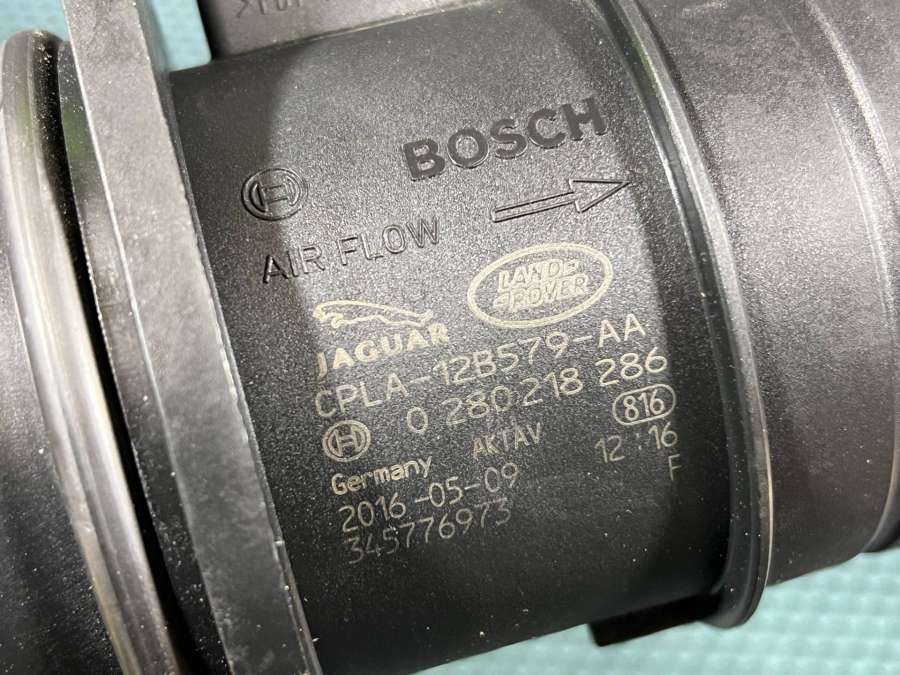 BOSCH
AIR FLOW
JAGUAR
LAND ROVER
CPLA-12B579-AA
0 280 218 286
816
Germany AKTAV 12:16
2016-05-09 F
345776973